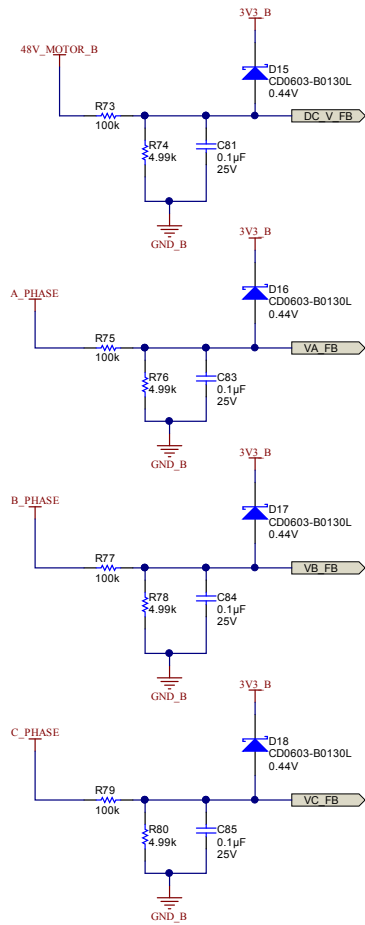 3V3_B
48V_MOTOR_B
D15
CD0603-B0130L
0.44V
R73
100k
DC_V_FB
R74
4.99k
C81
0.1µF
25V
GND_B
3V3_B
A_PHASE
D16
CD0603-B0130L
0.44V
R75
100k
VA_FB
R76
4.99k
C83
0.1µF
25V
GND_B
3V3_B
B_PHASE
D17
CD0603-B0130L
0.44V
R77
100k
VB_FB
R78
4.99k
C84
0.1µF
25V
GND_B
3V3_B
C_PHASE
D18
CD0603-B0130L
0.44V
R79
100k
VC_FB
R80
4.99k
C85
0.1µF
25V
GND_B